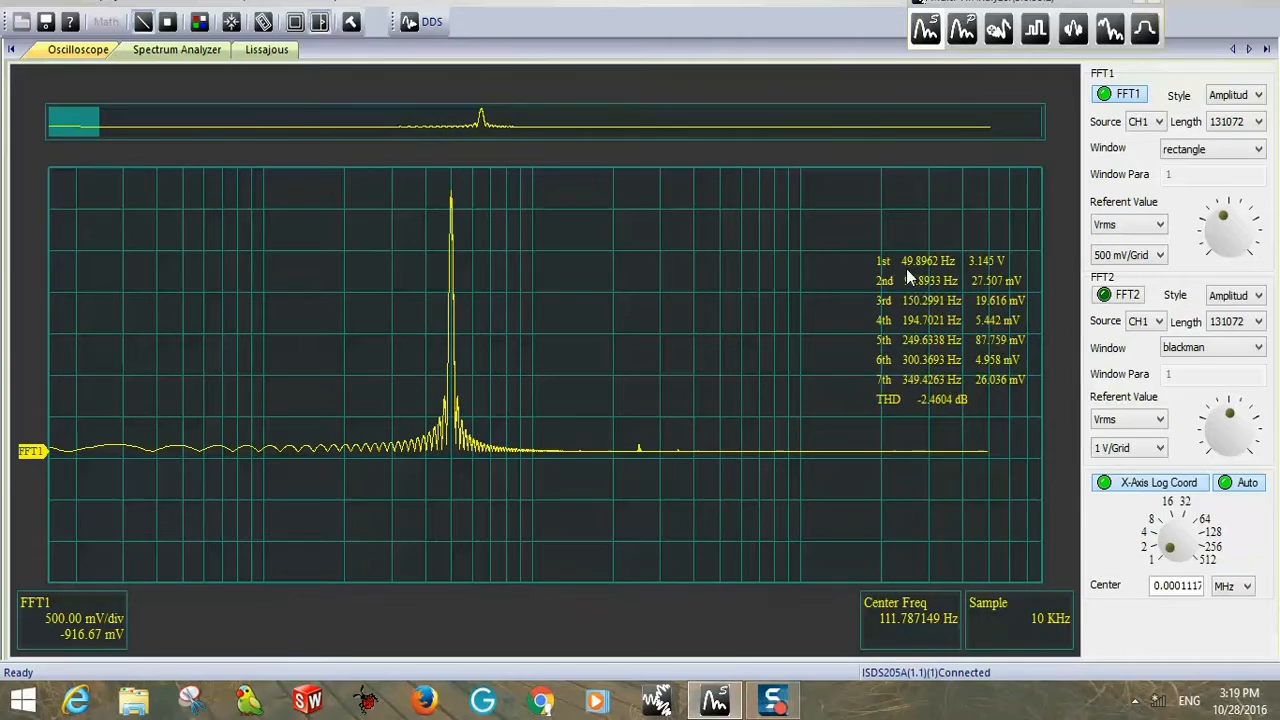 Math
DDS
Oscilloscope
Spectrum Analyzer
Lissajous
1st 49.8962 Hz 3.145 V
2nd .8933 Hz 27.507 mV
3rd 150.2991 Hz 19.616 mV
4th 194.7021 Hz 5.442 mV
5th 249.6338 Hz 87.759 mV
6th 300.3693 Hz 4.958 mV
7th 349.4263 Hz 26.036 mV
THD -2.4604 dB
FFT1
FFT1
500.00 mV/div
-916.67 mV
Center Freq
111.787149 Hz
Sample
10 KHz
FFT1
FFT1 Style Amplitud
Source CH1 Length 131072
Window rectangle
Window Para 1
Referent Value
Vrms
500 mV/Grid
FFT2
FFT2 Style Amplitud
Source CH1 Length 131072
Window blackman
Window Para 1
Referent Value
Vrms
1 V/Grid
X-Axis Log Coord Auto
16 32
8 64
4 128
2 256
1 512
Center 0.0001117 MHz
Ready
ISDS205A(1.1)(1)Connected
SW
G
S
ENG
3:19 PM
10/28/2016